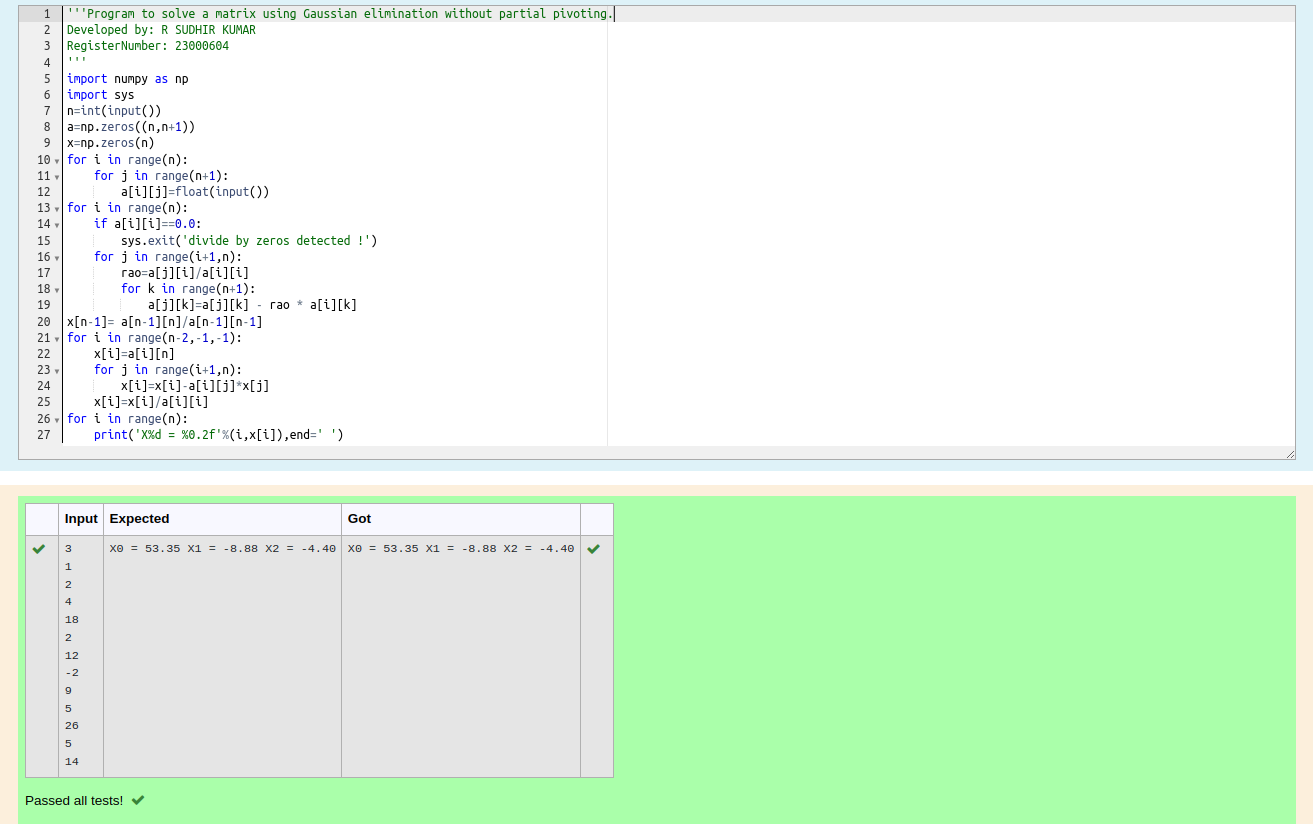 1 '''Program to solve a matrix using Gaussian elimination without partial pivoting.
2 Developed by: R SUDHIR KUMAR
3 RegisterNumber: 23000604
4 '''
5 import numpy as np
6 import sys
7 n=int(input())
8 a=np.zeros((n,n+1))
9 x=np.zeros(n)
10 for i in range(n):
11     for j in range(n+1):
12         a[i][j]=float(input())
13 for i in range(n):
14     if a[i][i]==0.0:
15         sys.exit('divide by zeros detected !')
16     for j in range(i+1,n):
17         rao=a[j][i]/a[i][i]
18         for k in range(n+1):
19             a[j][k]=a[j][k] - rao * a[i][k]
20 x[n-1]= a[n-1][n]/a[n-1][n-1]
21 for i in range(n-2,-1,-1):
22     x[i]=a[i][n]
23     for j in range(i+1,n):
24         x[i]=x[i]-a[i][j]*x[j]
25     x[i]=x[i]/a[i][i]
26 for i in range(n):
27     print('X%d = %0.2f'%(i,x[i]),end=' ')
Input Expected Got
3 X0 = 53.35 X1 = -8.88 X2 = -4.40 X0 = 53.35 X1 = -8.88 X2 = -4.40
1
2
4
18
2
12
-2
9
5
26
5
14
Passed all tests!